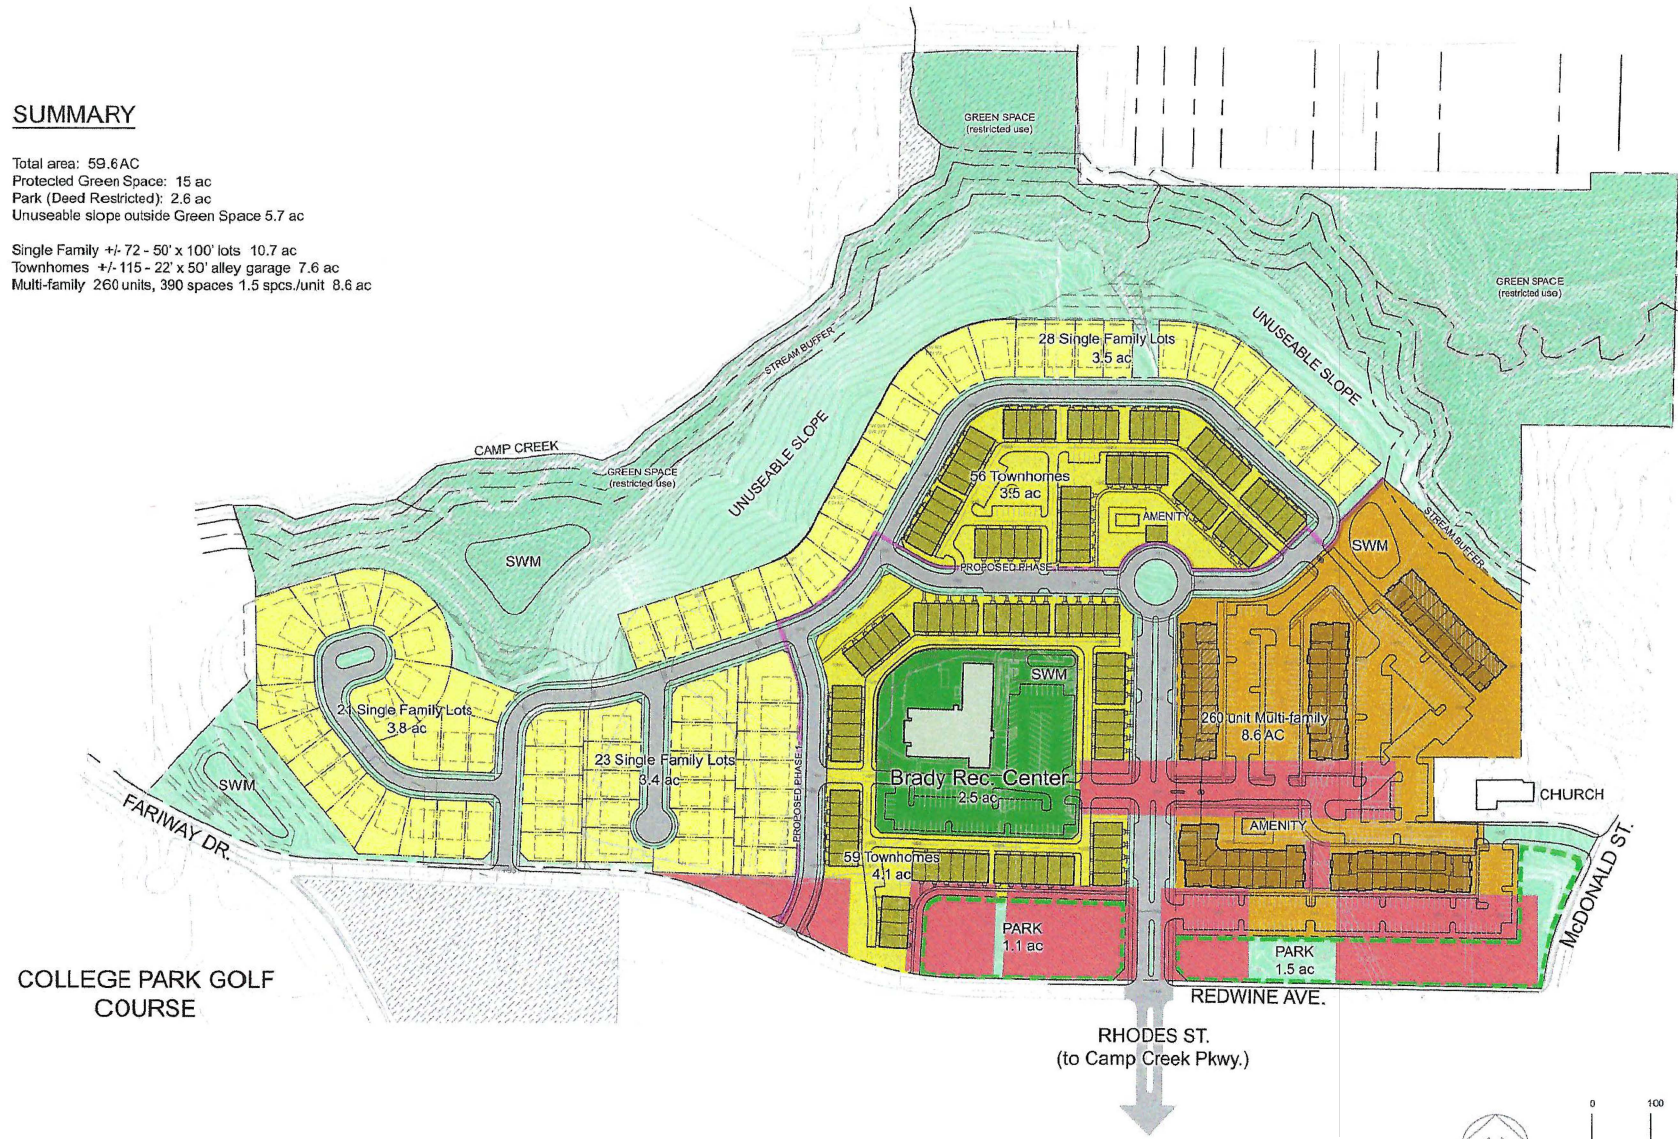 SUMMARY
Total area: 59.6AC
Protected Green Space: 15 ac
Park (Deed Restricted): 2.6 ac
Unuseable slope outside Green Space 5.7 ac
Single Family +/- 72 - 50' x 100' lots 10.7 ac
Townhomes +/- 115 - 22' x 50' alley garage 7.6 ac
Multi-family 260 units, 390 spaces 1.5 spcs./unit 8.6 ac
GREEN SPACE
(restricted use)
GREEN SPACE
(restricted use)
UNUSEABLE SLOPE
STREAM BUFFER
28 Single Family Lots
3.5 ac
CAMP CREEK
GREEN SPACE
(restricted use)
UNUSEABLE SLOPE
56 Townhomes
3.5 ac
AMENITY
STREAM BUFFER
SWM
SWM
PROPOSED PHASE 1
SWM
21 Single Family Lots
3.8 ac
260 unit Multi-family
8.6 AC
23 Single Family Lots
3.4 ac
PROPOSED PHASE 1
Brady Rec. Center
2.5 ac
SWM
CHURCH
FARIWAY DR.
AMENITY
59 Townhomes
4.1 ac
McDONALD ST.
PARK
1.1 ac
PARK
1.5 ac
COLLEGE PARK GOLF
COURSE
REDWINE AVE.
RHODES ST.
(to Camp Creek Pkwy.)
0 100